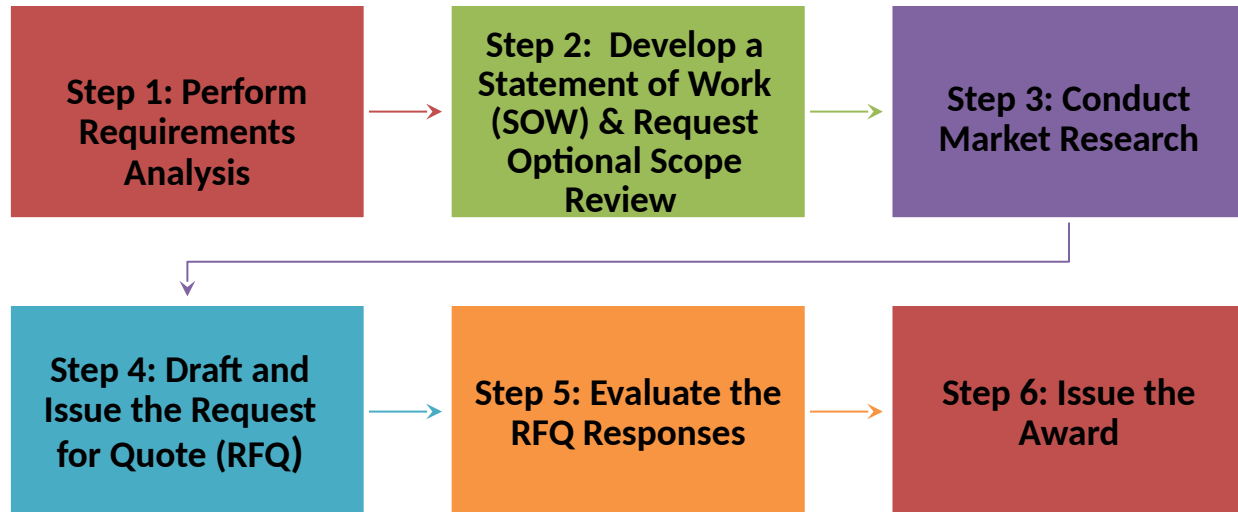 Step 1: Perform
Requirements
Analysis
Step 2:  Develop a
Statement of Work
(SOW) & Request
Optional Scope
Review
Step 3: Conduct
Market Research
Step 4: Draft and
Issue the Request
for Quote (RFQ)
Step 5: Evaluate the
RFQ Responses
Step 6: Issue the
Award